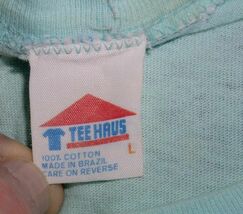 TEE HAUS
100% COTTON
MADE IN BRAZIL
CARE ON REVERSE
L